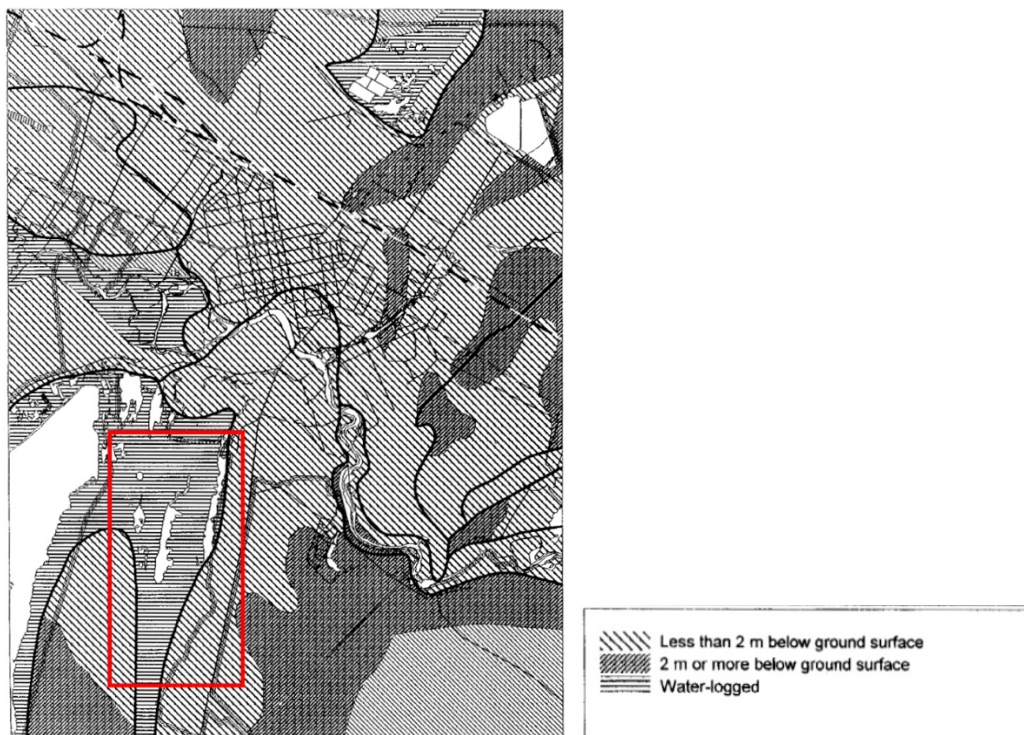 Less than 2 m below ground surface
2 m or more below ground surface
Water-logged